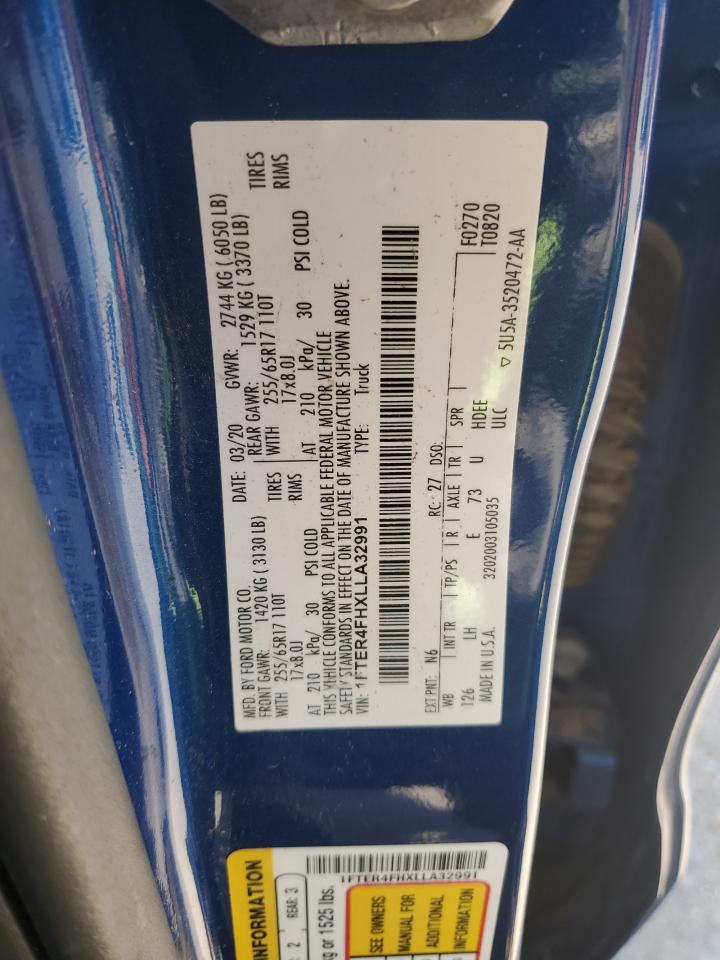 MFD. BY FORD MOTOR CO.
DATE: 03/20 GVWR: 2744 KG ( 6050 LB)
FRONT GAWR: 1420 KG ( 3130 LB)
REAR GAWR: 1529 KG ( 3370 LB)
WITH 255/65R17 110T TIRES
WITH 255/65R17 110T TIRES
17x8.0J RIMS
17x8.0J RIMS
AT 210 kPa/ 30 PSI COLD
AT 210 kPa/ 30 PSI COLD
THIS VEHICLE CONFORMS TO ALL APPLICABLE FEDERAL MOTOR VEHICLE
SAFETY STANDARDS IN EFFECT ON THE DATE OF MANUFACTURE SHOWN ABOVE.
VIN: 1FTER4FHXLLA32991 TYPE: Truck
EXT PNT: N6 RC: 27 DSO: F0270
WB INT TR TP/PS R AXLE TR SPR T0820
126 LH E 73 U HDEE
ULC
MADE IN U.S.A. 3202003105035 ▽ 5U5A-3520472-AA
INFORMATION
2 REAR: 3
kg or 1525 lbs.
1FTER4FHXLLA32991
SEE OWNERS
MANUAL FOR
ADDITIONAL
INFORMATION